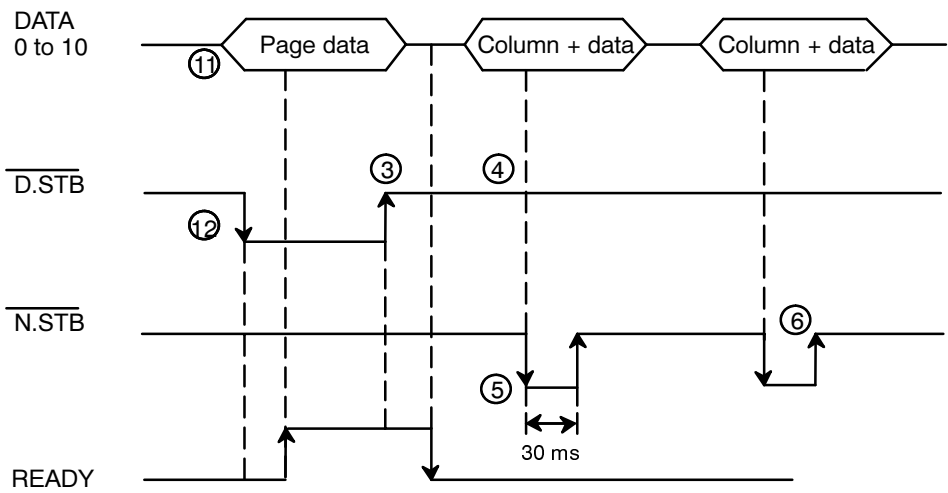 DATA
0 to 10
Page data
Column + data
Column + data
11
D.STB
3
4
12
N.STB
6
5
30 ms
READY